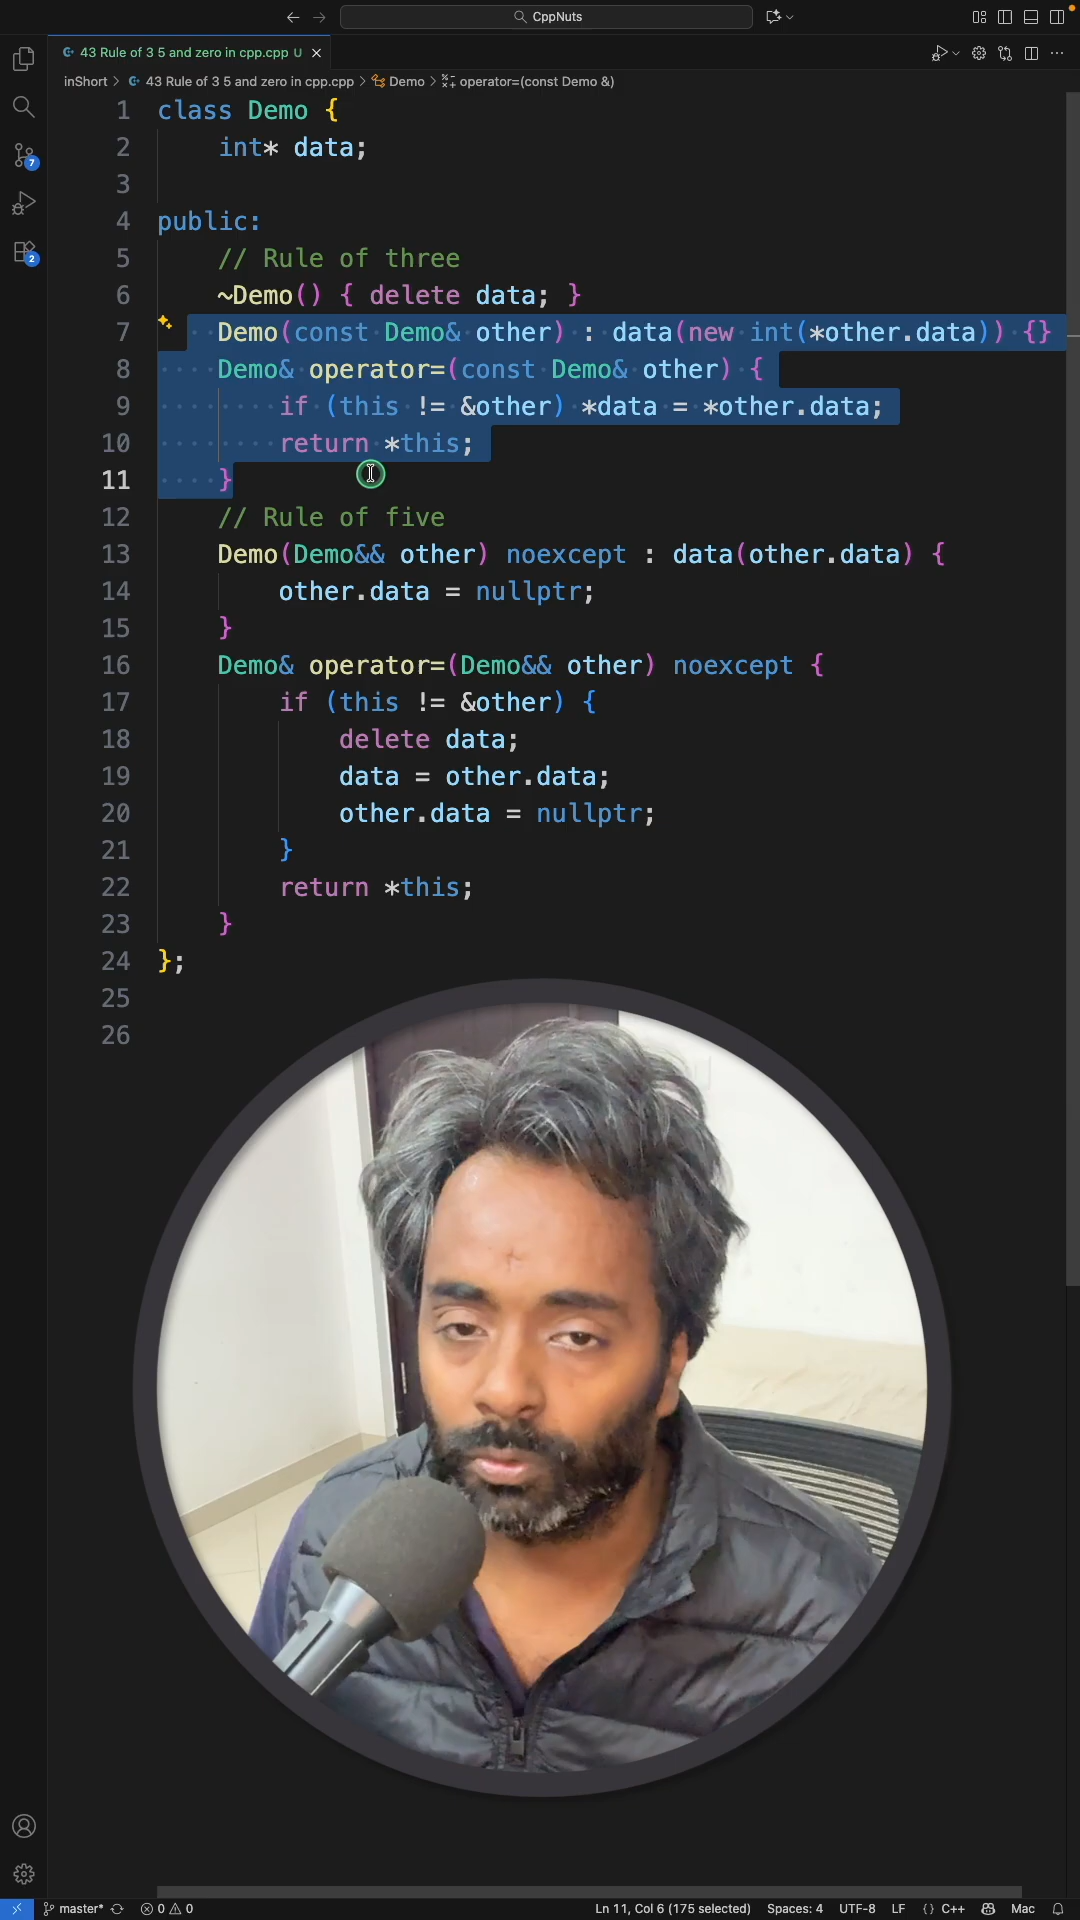 CppNuts
43 Rule of 3 5 and zero in cpp.cpp U
inShort > 43 Rule of 3 5 and zero in cpp.cpp > Demo > operator=(const Demo &)
1 class Demo {
2     int* data;
3
4 public:
5     // Rule of three
6     ~Demo() { delete data; }
7     Demo(const Demo& other) : data(new int(*other.data)) {}
8     Demo& operator=(const Demo& other) {
9         if (this != &other) *data = *other.data;
10         return *this;
11     }
12     // Rule of five
13     Demo(Demo&& other) noexcept : data(other.data) {
14         other.data = nullptr;
15     }
16     Demo& operator=(Demo&& other) noexcept {
17         if (this != &other) {
18             delete data;
19             data = other.data;
20             other.data = nullptr;
21         }
22         return *this;
23     }
24 };
25
26
7
2
master* 0 0 Ln 11, Col 6 (175 selected) Spaces: 4 UTF-8 LF {} C++ Mac